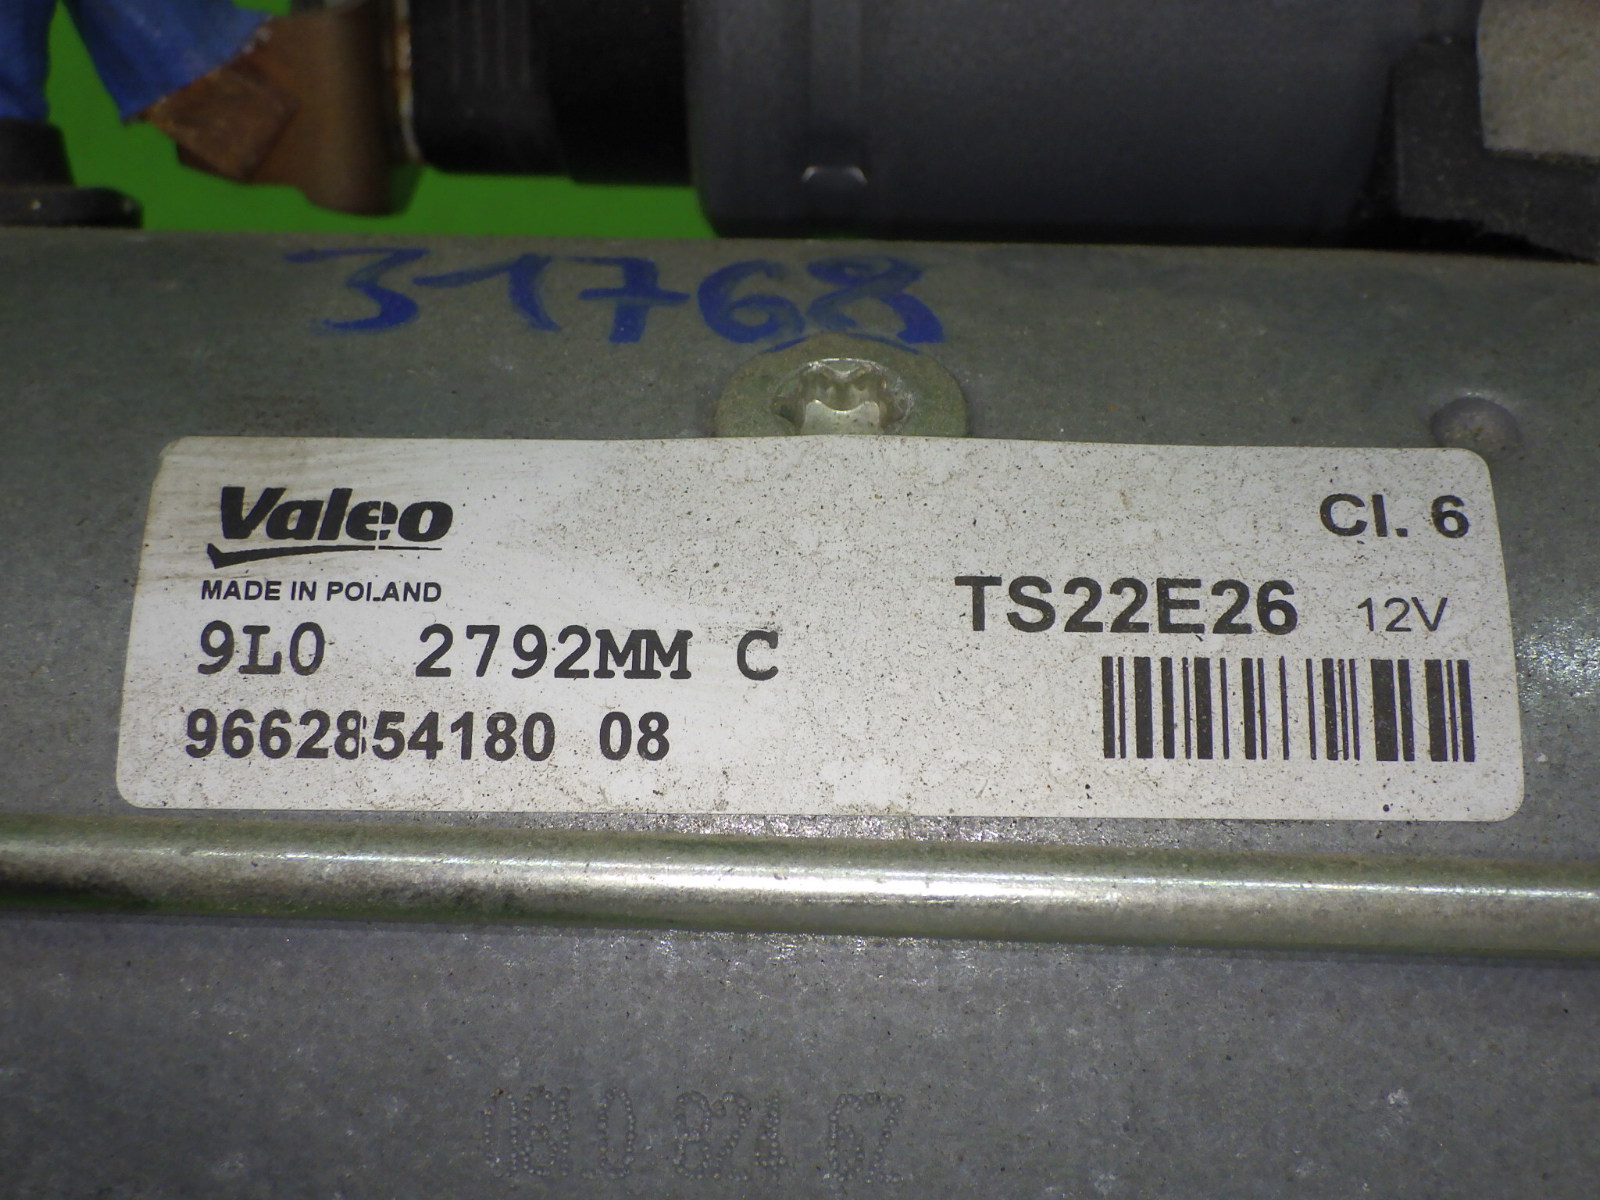 31768
Valeo
Cl. 6
MADE IN POLAND
TS22E26 12V
9L0 2792MM C
9662854180 08